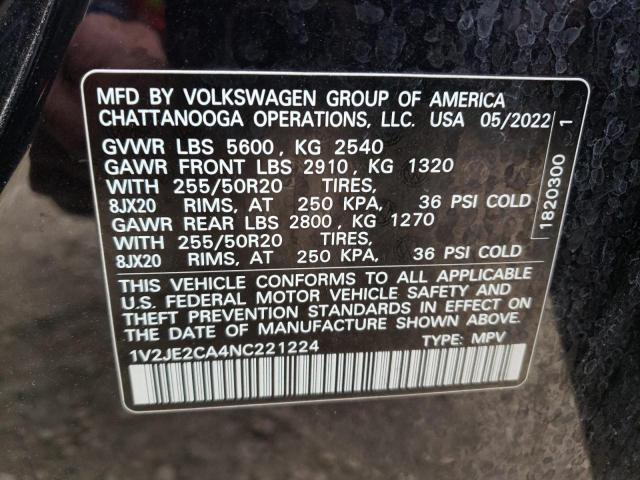 MFD BY VOLKSWAGEN GROUP OF AMERICA
CHATTANOOGA OPERATIONS, LLC. USA 05/2022
GVWR LBS 5600, KG 2540
GAWR FRONT LBS 2910, KG 1320
WITH 255/50R20 TIRES,
8JX20 RIMS, AT 250 KPA, 36 PSI COLD
GAWR REAR LBS 2800, KG 1270
WITH 255/50R20 TIRES,
8JX20 RIMS, AT 250 KPA, 36 PSI COLD
THIS VEHICLE CONFORMS TO ALL APPLICABLE
U.S. FEDERAL MOTOR VEHICLE SAFETY AND
THEFT PREVENTION STANDARDS IN EFFECT ON
THE DATE OF MANUFACTURE SHOWN ABOVE.
1V2JE2CA4NC221224 TYPE: MPV
1820300 1